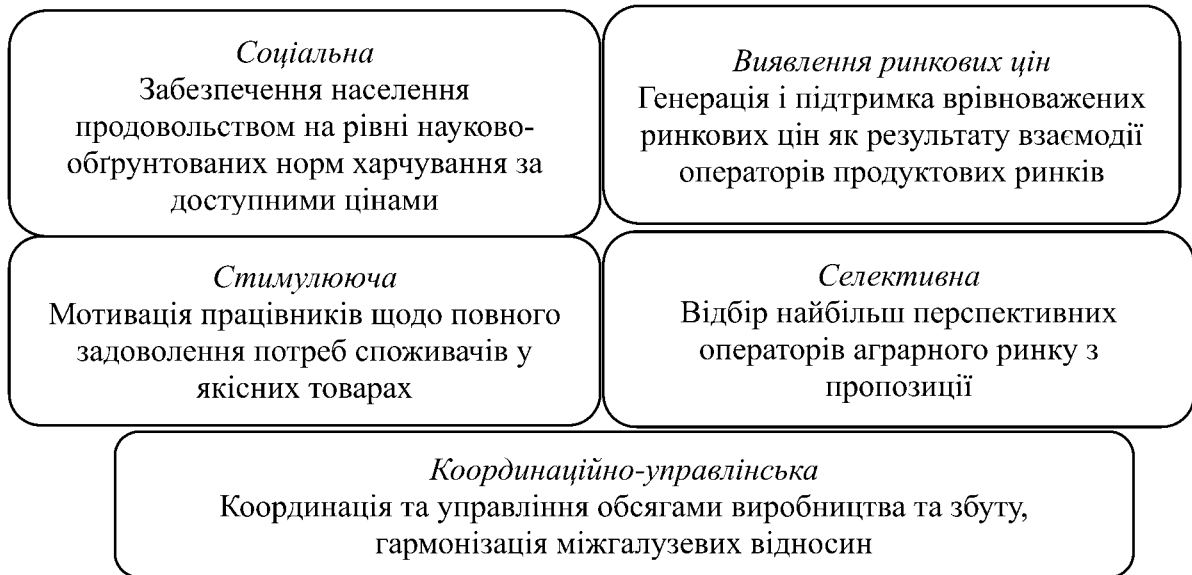 Соціальна
Забезпечення населення
продовольством на рівні науково-
обґрунтованих норм харчування за
доступними цінами
Виявлення ринкових цін
Генерація і підтримка врівноважених
ринкових цін як результату взаємодії
операторів продуктових ринків
Стимулююча
Мотивація працівників щодо повного
задоволення потреб споживачів у
якісних товарах
Селективна
Відбір найбільш перспективних
операторів аграрного ринку з
пропозиції
Координаційно-управлінська
Координація та управління обсягами виробництва та збуту,
гармонізація міжгалузевих відносин